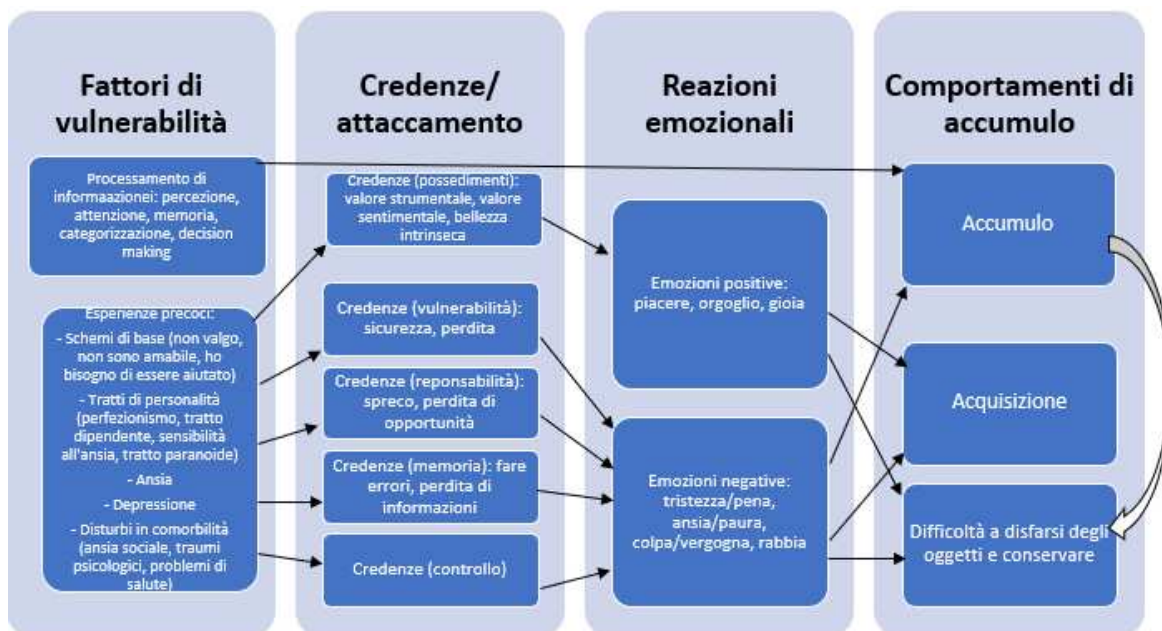 Fattori di
vulnerabilità
Processamento di
informaazionei: percezione,
attenzione, memoria,
categorizzazione, decision
making
Esperienze precoci:
- Schemi di base (non valgo,
non sono amabile, ho
bisogno di essere aiutato)
- Tratti di personalità
(perfezionismo, tratto
dipendente, sensibilità
all'ansia, tratto paranoide)
- Ansia
- Depressione
- Disturbi in comorbilità
(ansia sociale, traumi
psicologici, problemi di
salute)
Credenze/
attaccamento
Credenze (possedimenti):
valore strumentale, valore
sentimentale, bellezza
intrinseca
Credenze (vulnerabilità):
sicurezza, perdita
Credenze (reponsabilità):
spreco, perdita di
opportunità
Credenze (memoria): fare
errori, perdita di
informazioni
Credenze (controllo)
Reazioni
emozionali
Emozioni positive:
piacere, orgoglio, gioia
Emozioni negative:
tristezza/pena,
ansia/paura,
colpa/vergogna, rabbia
Comportamenti di
accumulo
Accumulo
Acquisizione
Difficoltà a disfarsi degli
oggetti e conservare